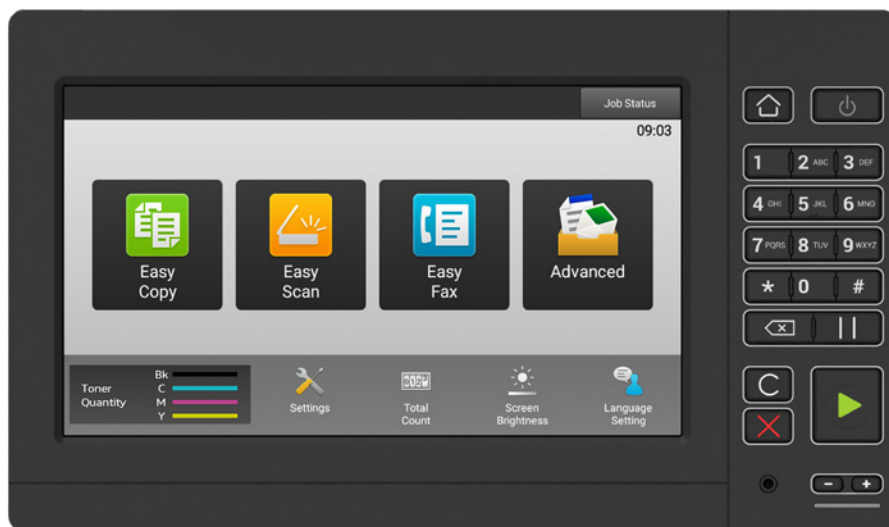 Job Status
09:03
Easy
Copy
Easy
Scan
Easy
Fax
Advanced
Toner
Quantity
Bk
C
M
Y
Settings
Total
Count
Screen
Brightness
Language
Setting
1 2 ABC 3 DEF
4 GHI 5 JKL 6 MNO
7 PQRS 8 TUV 9 WXYZ
* 0 #
C
- +